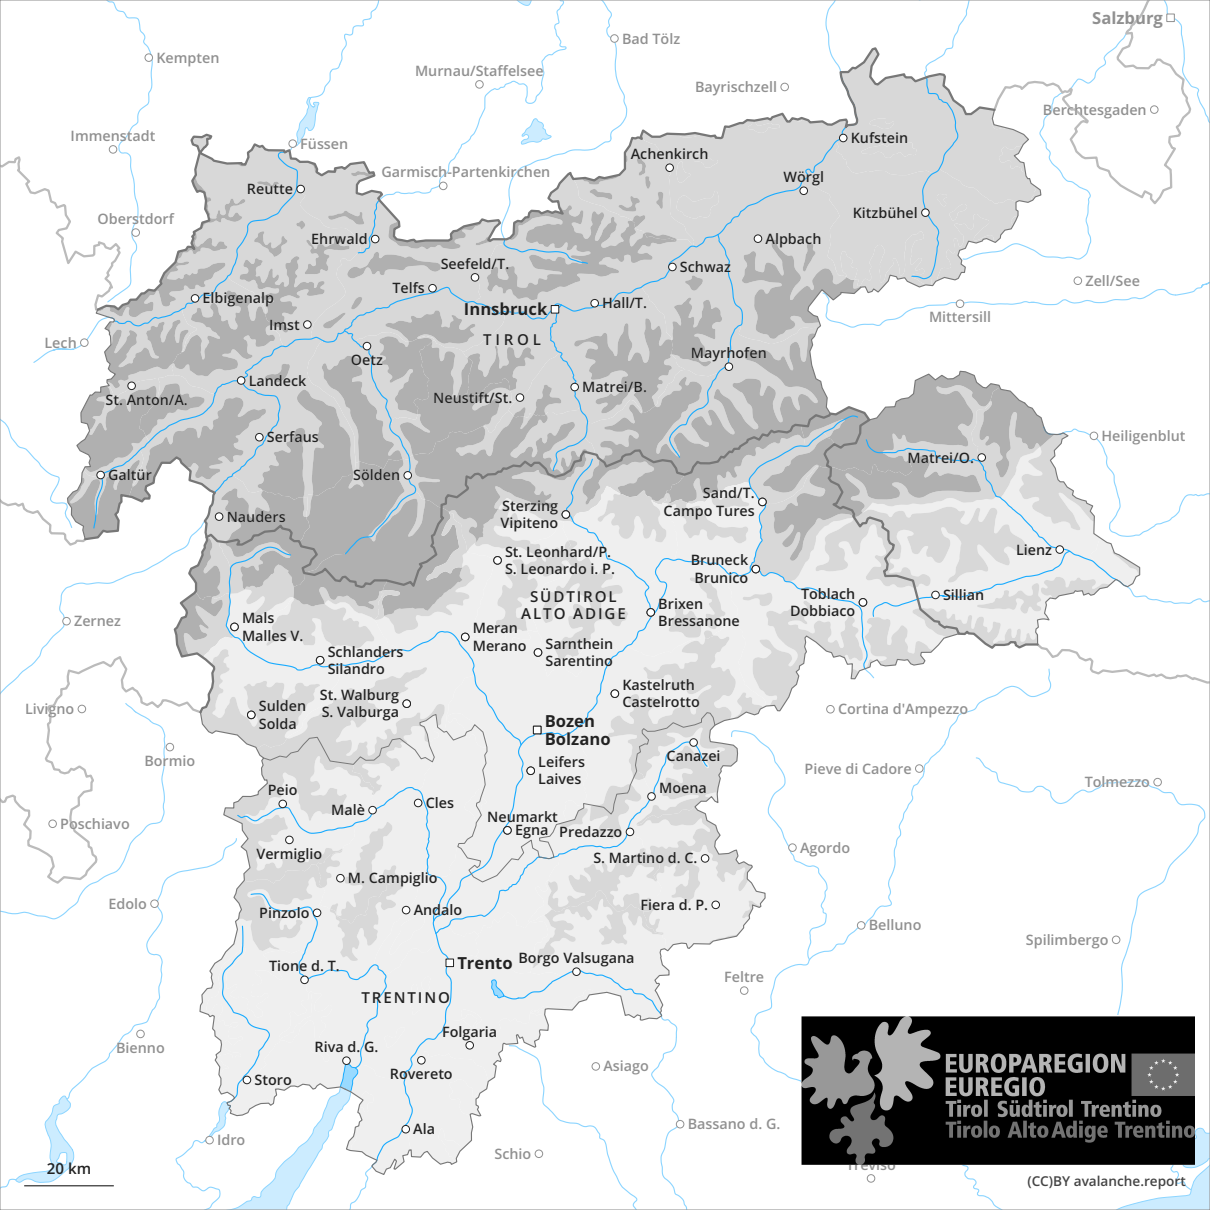 Salzburg
Bad Tölz
Kempten
Murnau/Staffelsee
Bayrischzell
Berchtesgaden
Immenstadt
Füssen
Kufstein
Achenkirch
Garmisch-Partenkirchen
Wörgl
Reutte
Oberstdorf
Kitzbühel
Ehrwald
Alpbach
Seefeld/T.
Schwaz
Zell/See
Telfs
Elbigenalp
Hall/T.
Innsbruck
Mittersill
Imst
TIROL
Lech
Mayrhofen
Oetz
Landeck
Matrei/B.
St. Anton/A.
Neustift/St.
Serfaus
Heiligenblut
Matrei/O.
Galtür
Sölden
Sand/T.
Campo Tures
Sterzing
Vipiteno
Nauders
Lienz
St. Leonhard/P.
S. Leonardo i. P.
Bruneck
Brunico
SÜDTIROL
ALTO ADIGE
Toblach
Dobbiaco
Sillian
Brixen
Bressanone
Zernez
Mals
Malles V.
Meran
Merano
Sarnthein
Sarentino
Schlanders
Silandro
Kastelruth
Castelrotto
St. Walburg
S. Valburga
Sulden
Solda
Livigno
Cortina d'Ampezzo
Bozen
Bolzano
Bormio
Canazei
Leifers
Laives
Pieve di Cadore
Tolmezzo
Peio
Moena
Malè
Cles
Neumarkt
Egna
Predazzo
Poschiavo
Vermiglio
Agordo
S. Martino d. C.
M. Campiglio
Edolo
Pinzolo
Andalo
Fiera d. P.
Belluno
Spilimbergo
Tione d. T.
Trento
Borgo Valsugana
Feltre
TRENTINO
Folgaria
Bienno
Riva d. G.
Rovereto
Asiago
Storo
EUROPAREGION
EUREGIO
Tirol Südtirol Trentino
Tirolo Alto Adige Trentino
Ala
Idro
Bassano d. G.
Schio
Treviso
20 km
(CC)BY avalanche.report